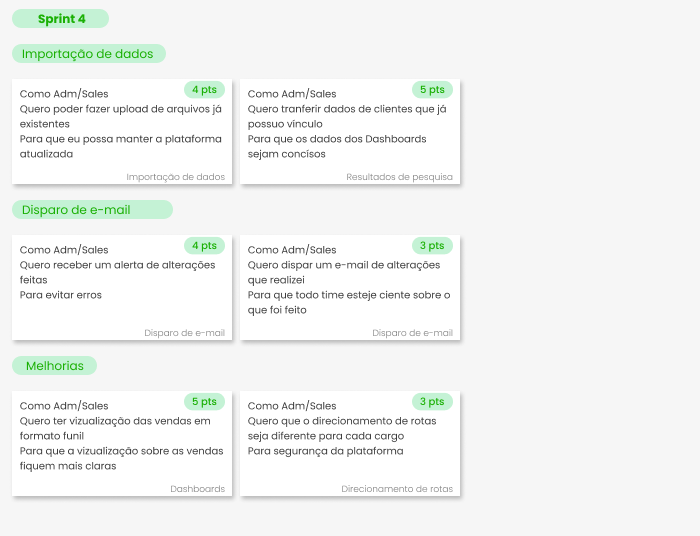 Sprint 4
Importação de dados
4 pts
Como Adm/Sales
Quero poder fazer upload de arquivos já
existentes
Para que eu possa manter a plataforma
atualizada
Importação de dados
5 pts
Como Adm/Sales
Quero tranferir dados de clientes que já
possuo vínculo
Para que os dados dos Dashboards
sejam concisos
Resultados de pesquisa
Disparo de e-mail
4 pts
Como Adm/Sales
Quero receber um alerta de alterações
feitas
Para evitar erros
Disparo de e-mail
3 pts
Como Adm/Sales
Quero dispar um e-mail de alterações
que realizei
Para que todo time esteje ciente sobre o
que foi feito
Disparo de e-mail
Melhorias
5 pts
Como Adm/Sales
Quero ter vizualização das vendas em
formato funil
Para que a vizualização sobre as vendas
fiquem mais claras
Dashboards
3 pts
Como Adm/Sales
Quero que o direcionamento de rotas
seja diferente para cada cargo
Para segurança da plataforma
Direcionamento de rotas